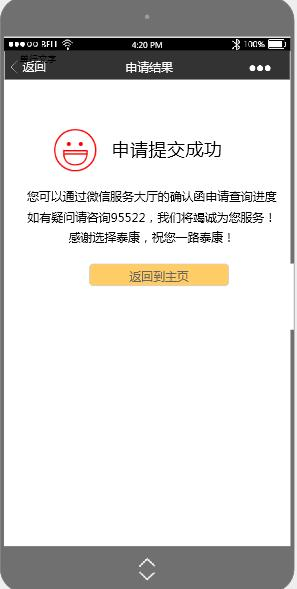 BELL 4:20 PM 100%
返回 申请结果
申请提交成功
您可以通过微信服务大厅的确认函申请查询进度
如有疑问请咨询95522，我们将竭诚为您服务！
感谢选择泰康，祝您一路泰康！
返回到主页